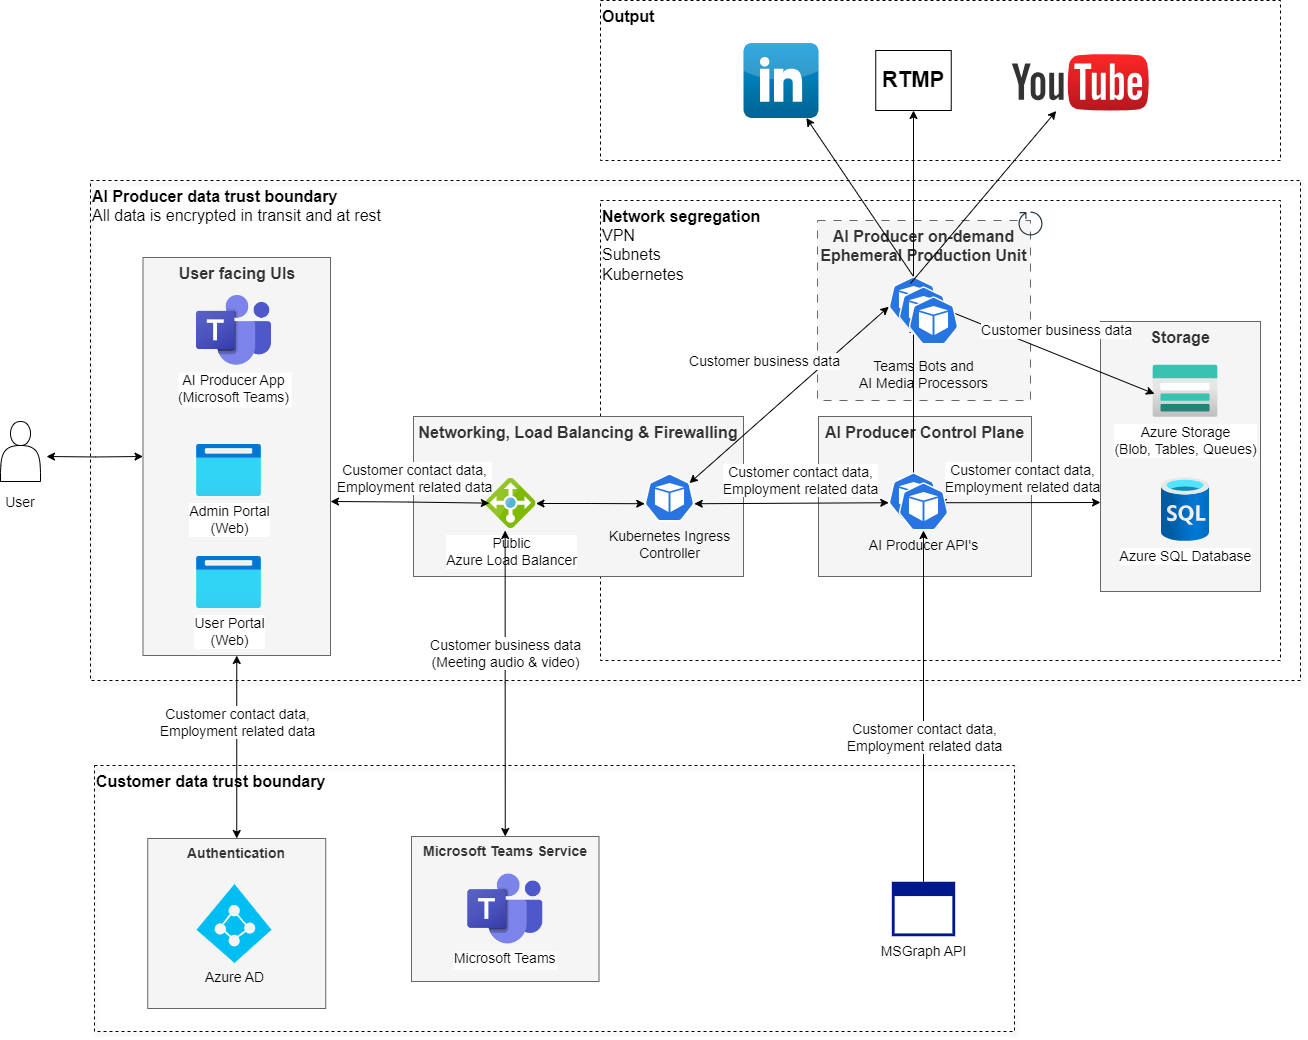 Output
in
RTMP
YouTube
AI Producer data trust boundary
All data is encrypted in transit and at rest
Network segregation
VPN
Subnets
Kubernetes
AI Producer on-demand
Ephemeral Production Unit
User facing UIs
T
AI Producer App
(Microsoft Teams)
Admin Portal
(Web)
User Portal
(Web)
User
Customer business data
Teams Bots and
AI Media Processors
Customer business data
Storage
Azure Storage
(Blob, Tables, Queues)
SQL
Azure SQL Database
Networking, Load Balancing & Firewalling
AI Producer Control Plane
Customer contact data,
Employment related data
Customer contact data,
Employment related data
Customer contact data,
Employment related data
Public
Azure Load Balancer
Kubernetes Ingress
Controller
AI Producer API's
Customer business data
(Meeting audio & video)
Customer contact data,
Employment related data
Customer contact data,
Employment related data
Customer data trust boundary
Authentication
Azure AD
Microsoft Teams Service
T
Microsoft Teams
MSGraph API